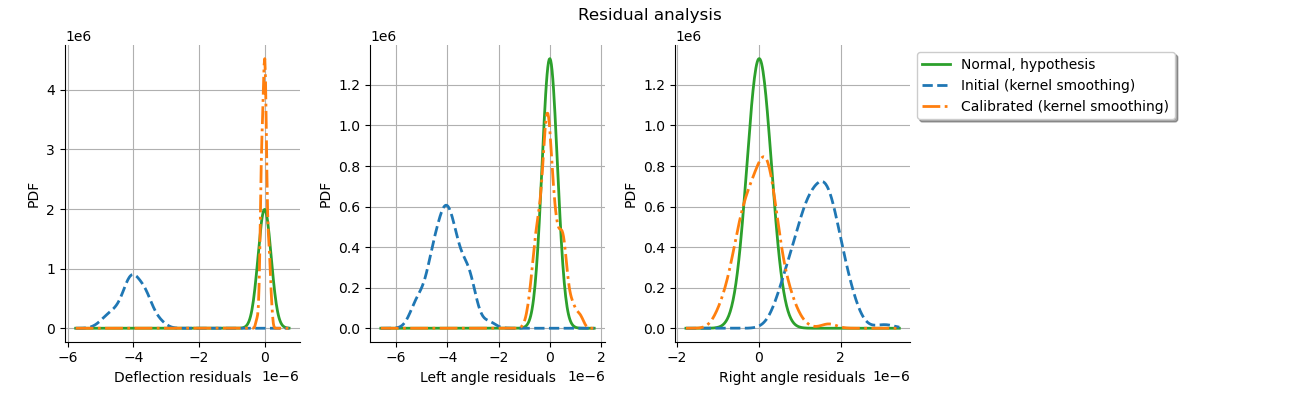 Residual analysis
1e6
PDF
4
3
2
1
0
−6
−4
−2
0
Deflection residuals
1e−6
1e6
PDF
1.2
1.0
0.8
0.6
0.4
0.2
0.0
−6
−4
−2
0
2
Left angle residuals
1e−6
1e6
PDF
1.2
1.0
0.8
0.6
0.4
0.2
0.0
−2
0
2
Right angle residuals
1e−6
Normal, hypothesis
Initial (kernel smoothing)
Calibrated (kernel smoothing)